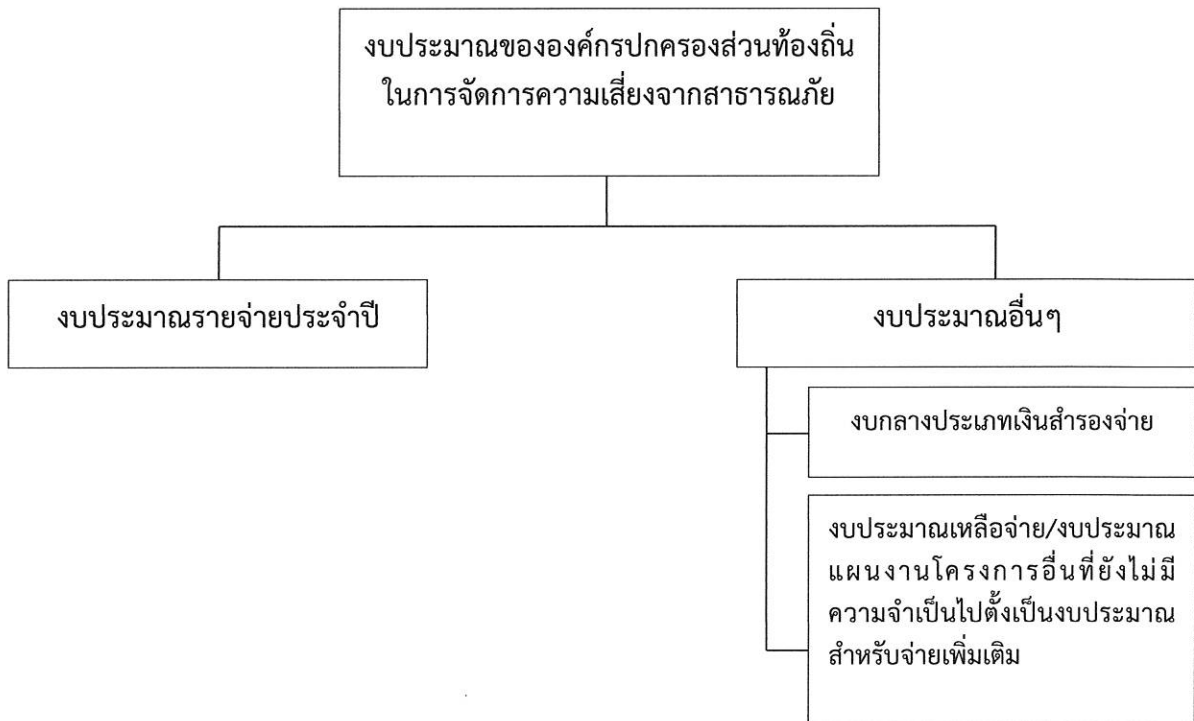 งบประมาณขององค์กรปกครองส่วนท้องถิ่น
ในการจัดการความเสี่ยงจากสาธารณภัย
งบประมาณรายจ่ายประจำปี
งบประมาณอื่นๆ
งบกลางประเภทเงินสำรองจ่าย
งบประมาณเหลือจ่าย/งบประมาณ
แผนงานโครงการอื่นที่ยังไม่มี
ความจำเป็นไปตั้งเป็นงบประมาณ
สำหรับจ่ายเพิ่มเติม